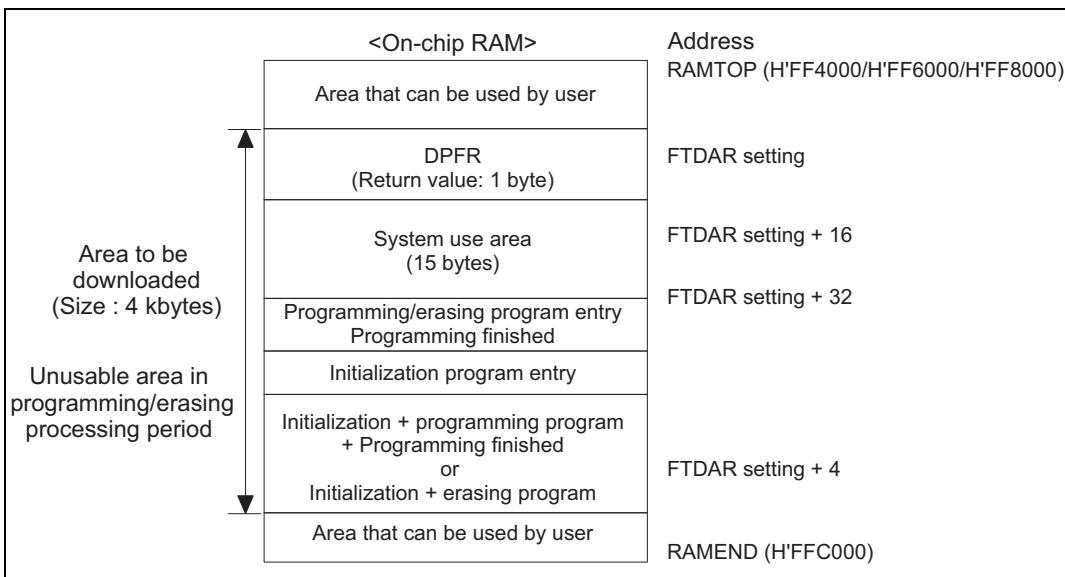 <On-chip RAM>
Address
RAMTOP (H'FF4000/H'FF6000/H'FF8000)
Area that can be used by user
DPFR
(Return value: 1 byte)
FTDAR setting
System use area
(15 bytes)
FTDAR setting + 16
Area to be
downloaded
(Size : 4 kbytes)
FTDAR setting + 32
Programming/erasing program entry
Programming finished
Initialization program entry
Unusable area in
programming/erasing
processing period
Initialization + programming program
+ Programming finished
or
Initialization + erasing program
FTDAR setting + 4
Area that can be used by user
RAMEND (H'FFC000)